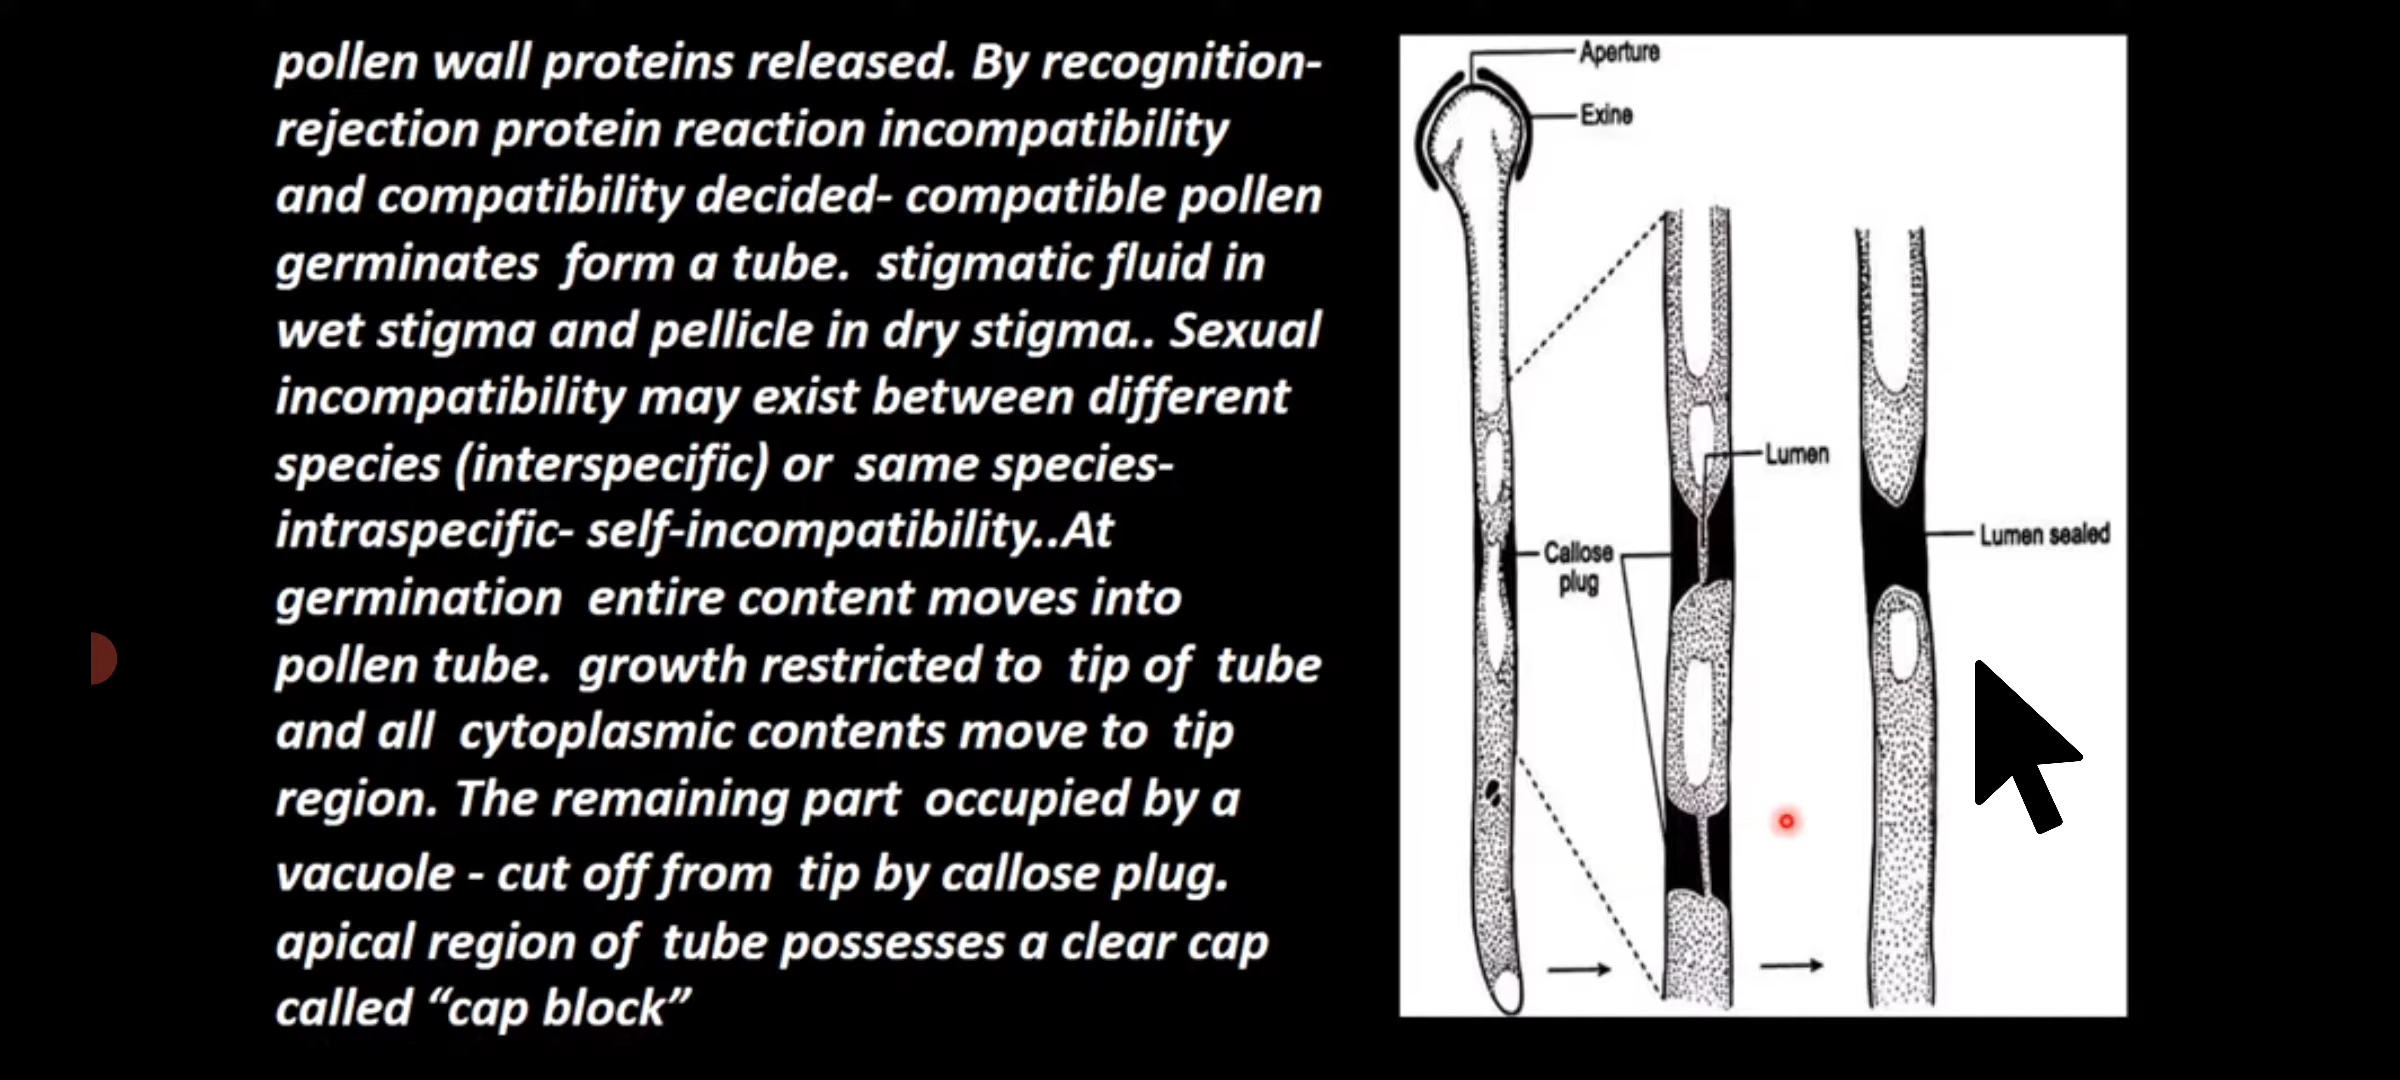 pollen wall proteins released. By recognition-
rejection protein reaction incompatibility
and compatibility decided- compatible pollen
germinates form a tube. stigmatic fluid in
wet stigma and pellicle in dry stigma.. Sexual
incompatibility may exist between different
species (interspecific) or same species-
intraspecific- self-incompatibility..At
germination entire content moves into
pollen tube. growth restricted to tip of tube
and all cytoplasmic contents move to tip
region. The remaining part occupied by a
vacuole - cut off from tip by callose plug.
apical region of tube possesses a clear cap
called “cap block”
Aperture
Exine
Lumen
Callose
plug
Lumen sealed